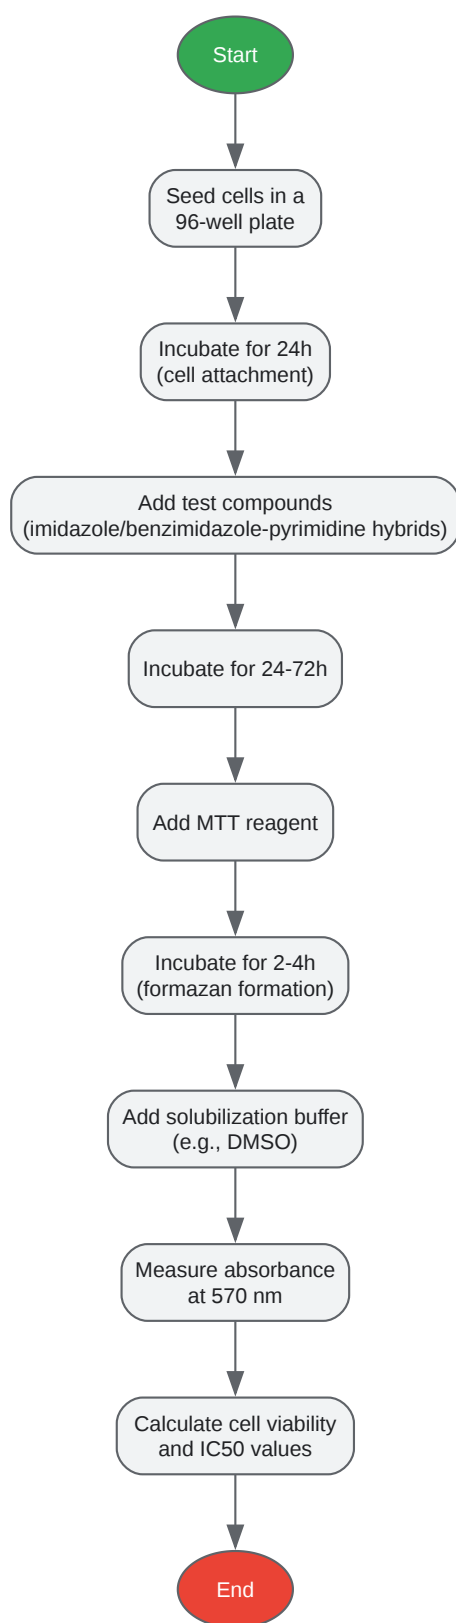 Start
Seed cells in a
96-well plate
Incubate for 24h
(cell attachment)
Add test compounds
(imidazole/benzimidazole-pyrimidine hybrids)
Incubate for 24-72h
Add MTT reagent
Incubate for 2-4h
(formazan formation)
Add solubilization buffer
(e.g., DMSO)
Measure absorbance
at 570 nm
Calculate cell viability
and IC50 values
End